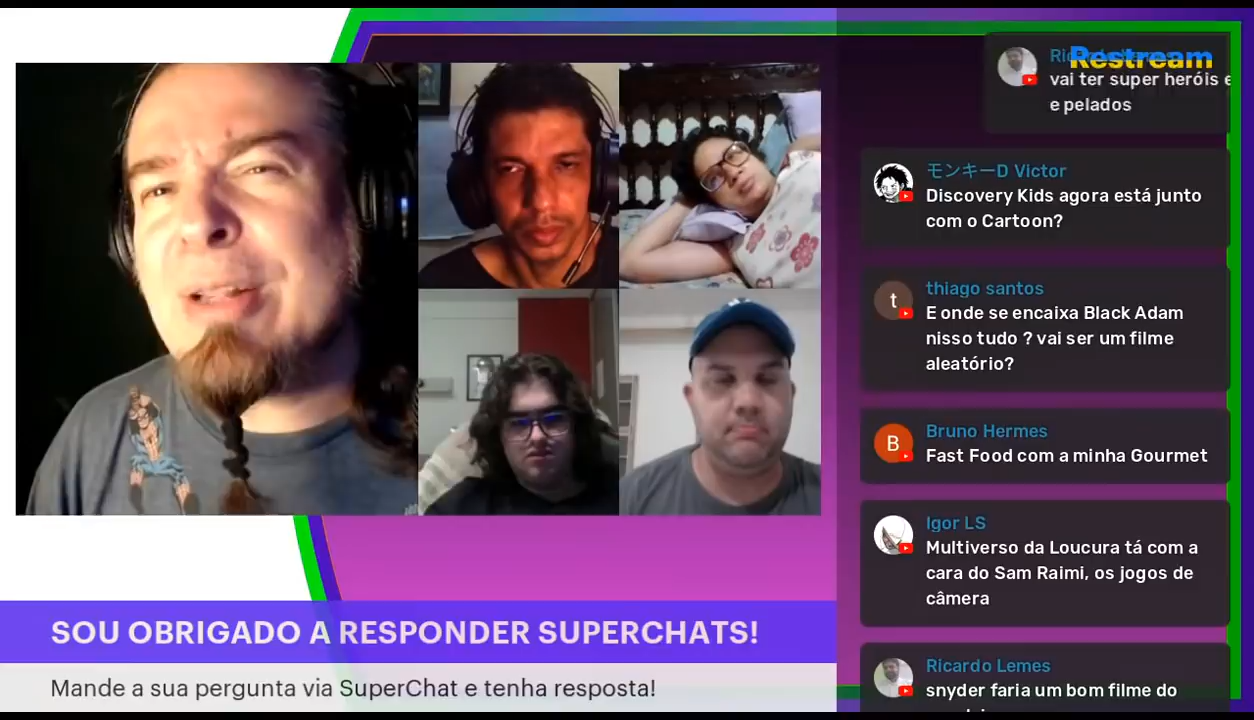 Restream
vai ter super heróis e
e pelados
モンキーD Victor
Discovery Kids agora está junto
com o Cartoon?
t
thiago santos
E onde se encaixa Black Adam
nisso tudo ? vai ser um filme
aleatório?
B
Bruno Hermes
Fast Food com a minha Gourmet
Igor LS
Multiverso da Loucura tá com a
cara do Sam Raimi, os jogos de
câmera
Ricardo Lemes
snyder faria um bom filme do
SOU OBRIGADO A RESPONDER SUPERCHATS!
Mande a sua pergunta via SuperChat e tenha resposta!